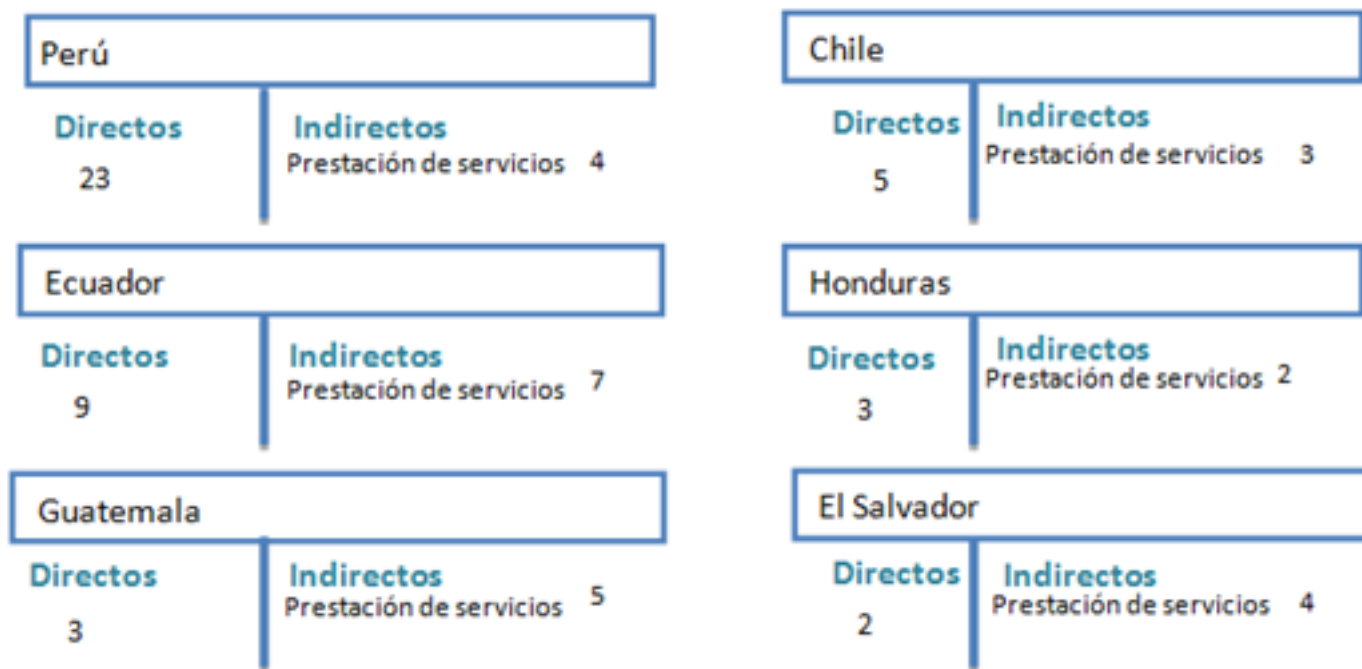 Perú
Directos
23
Indirectos
Prestación de servicios 4
Chile
Directos
5
Indirectos
Prestación de servicios 3
Ecuador
Directos
9
Indirectos
Prestación de servicios 7
Honduras
Directos
3
Indirectos
Prestación de servicios 2
Guatemala
Directos
3
Indirectos
Prestación de servicios 5
El Salvador
Directos
2
Indirectos
Prestación de servicios 4